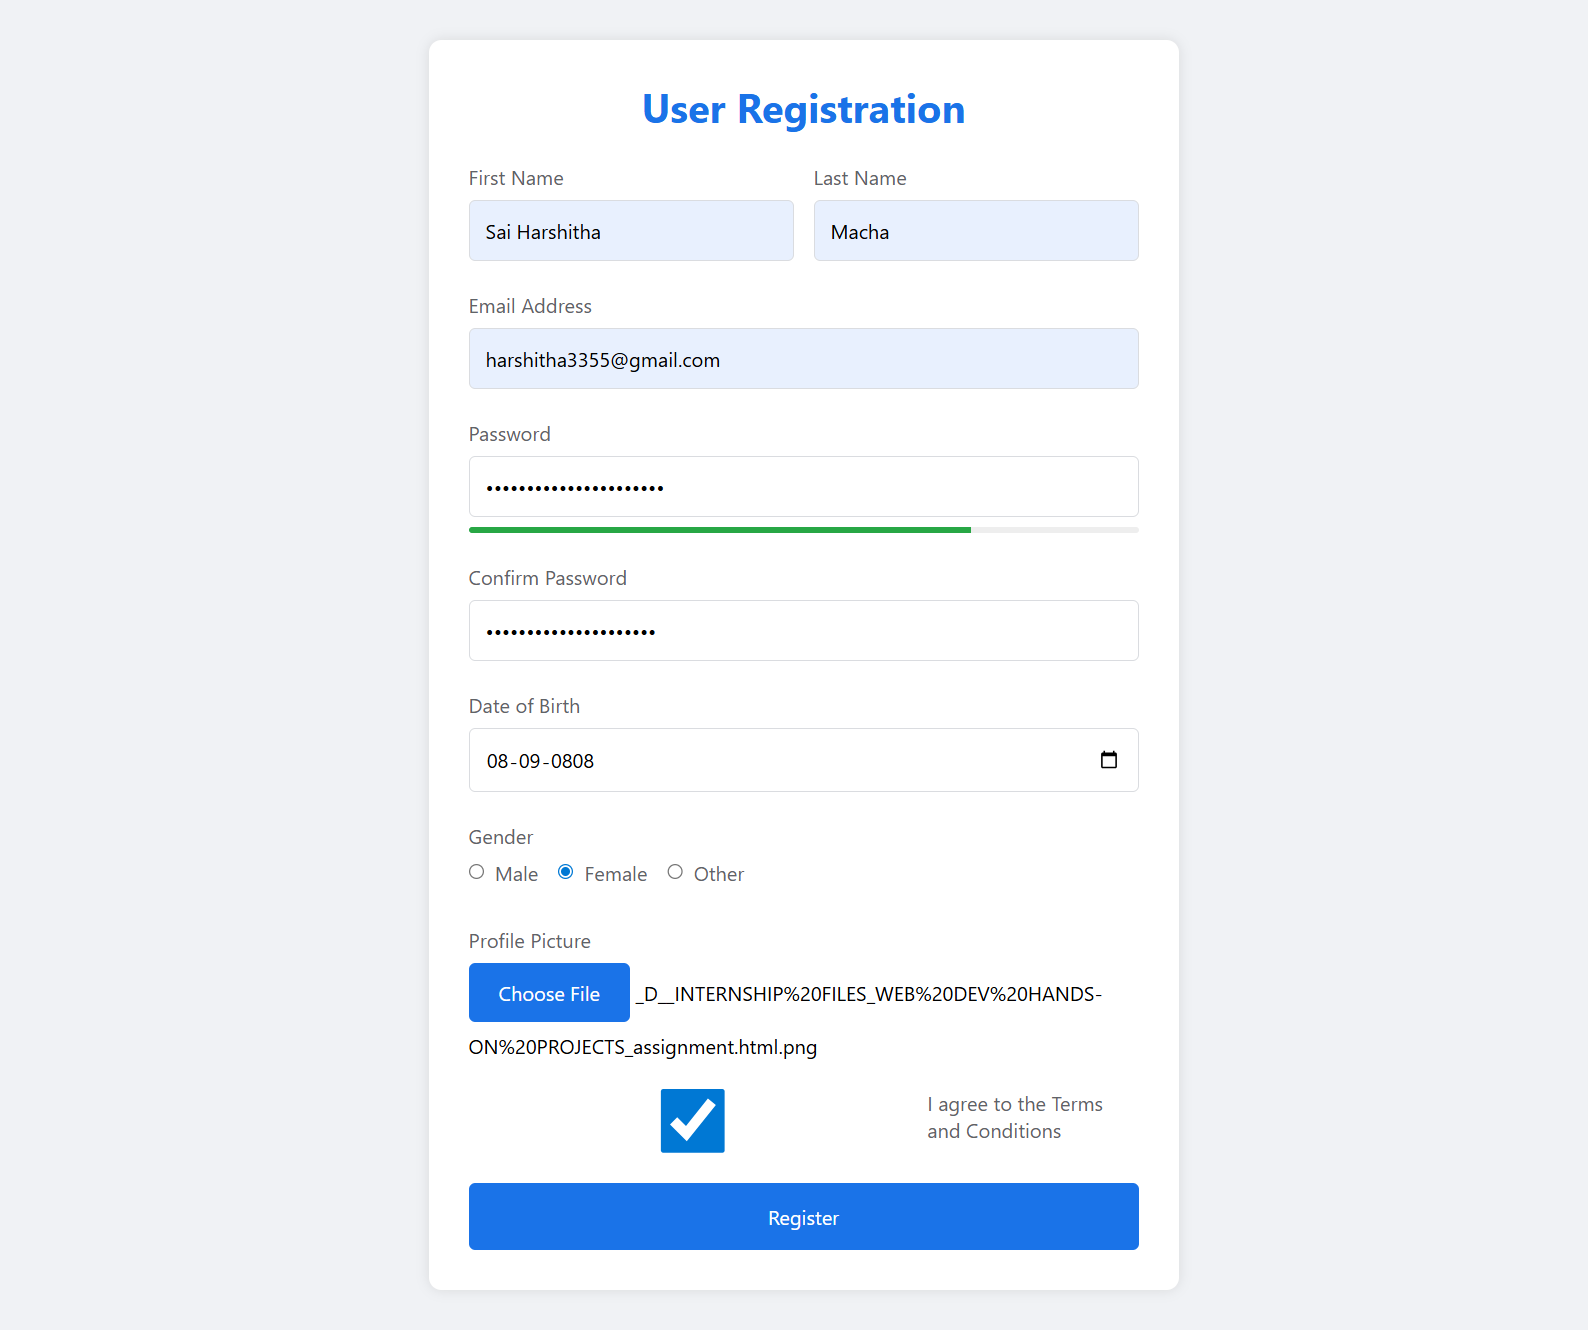 User Registration
First Name
Last Name
Sai Harshitha
Macha
Email Address
harshitha3355@gmail.com
Password
••••••••••••••••••••••
Confirm Password
•••••••••••••••••••••
Date of Birth
08-09-0808
Gender
Male Female Other
Profile Picture
Choose File _D__INTERNSHIP%20FILES_WEB%20DEV%20HANDS-
ON%20PROJECTS_assignment.html.png
I agree to the Terms
and Conditions
Register